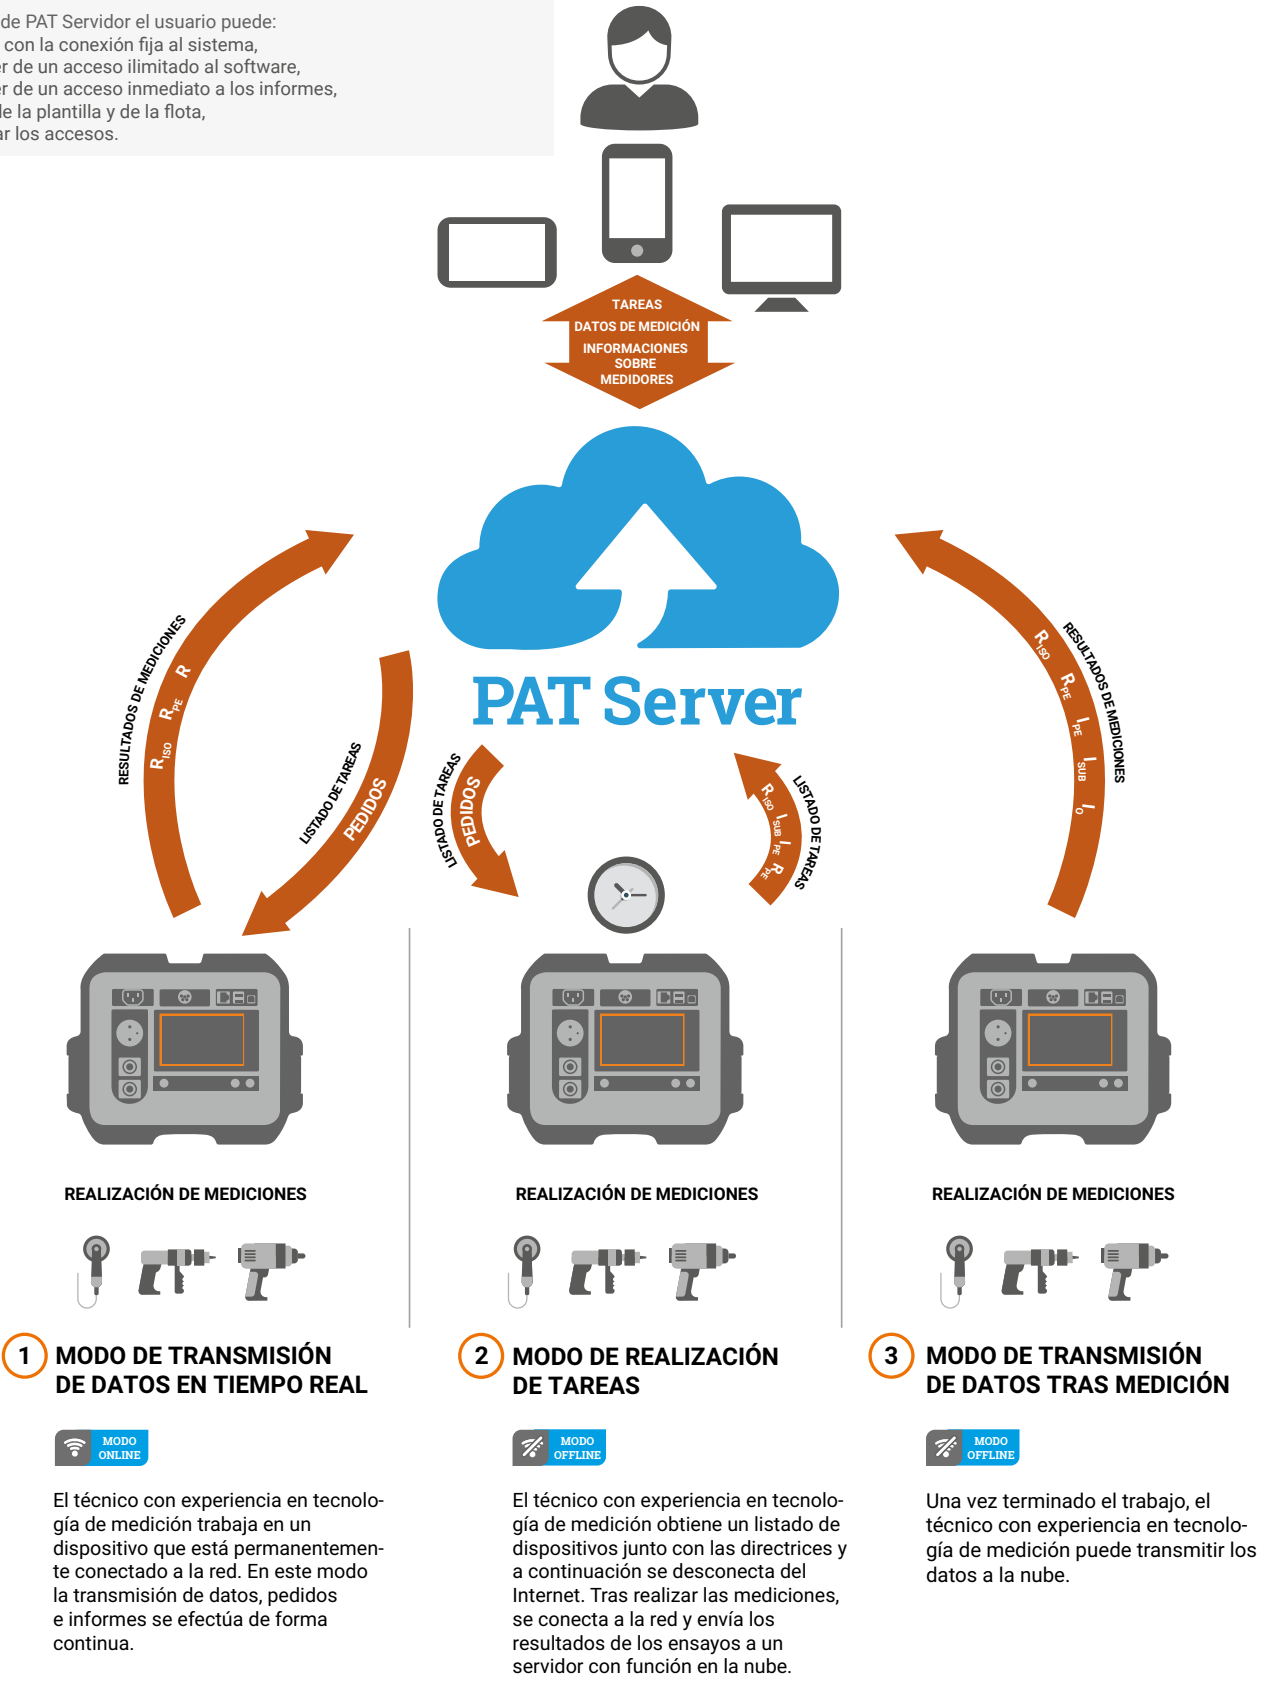 de PAT Servidor el usuario puede:
con la conexión fija al sistema,
er de un acceso ilimitado al software,
er de un acceso inmediato a los informes,
de la plantilla y de la flota,
ar los accesos.
TAREAS
DATOS DE MEDICIÓN
INFORMACIONES
SOBRE
MEDIDORES
PAT Server
RESULTADOS DE MEDICIONES
RISO RPE R
LISTADO DE TAREAS
PEDIDOS
LISTADO DE TAREAS
PEDIDOS
RISO ISUB IPE RPE
LISTADO DE TAREAS
RISO RPE IPE ISUB IO
RESULTADOS DE MEDICIONES
REALIZACIÓN DE MEDICIONES
REALIZACIÓN DE MEDICIONES
REALIZACIÓN DE MEDICIONES
1 MODO DE TRANSMISIÓN
DE DATOS EN TIEMPO REAL
MODO
ONLINE
El técnico con experiencia en tecnolo-
gía de medición trabaja en un
dispositivo que está permanentemen-
te conectado a la red. En este modo
la transmisión de datos, pedidos
e informes se efectúa de forma
continua.
2 MODO DE REALIZACIÓN
DE TAREAS
MODO
OFFLINE
El técnico con experiencia en tecnolo-
gía de medición obtiene un listado de
dispositivos junto con las directrices y
a continuación se desconecta del
Internet. Tras realizar las mediciones,
se conecta a la red y envía los
resultados de los ensayos a un
servidor con función en la nube.
3 MODO DE TRANSMISIÓN
DE DATOS TRAS MEDICIÓN
MODO
OFFLINE
Una vez terminado el trabajo, el
técnico con experiencia en tecnolo-
gía de medición puede transmitir los
datos a la nube.